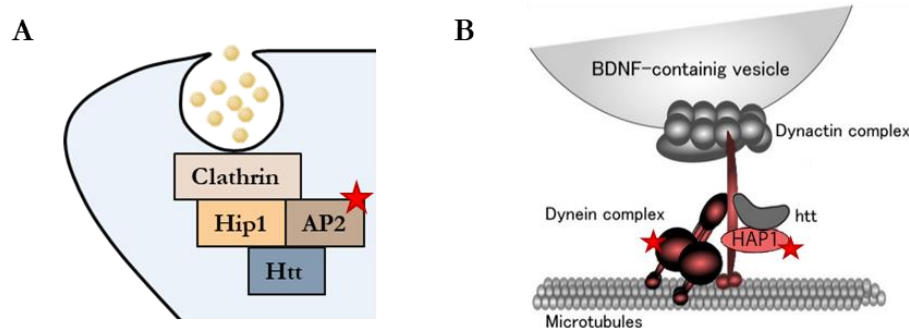 A
Clathrin
Hip1
AP2
Htt
B
BDNF-containig vesicle
Dynactin complex
Dynein complex
htt
HAP1
Microtubules